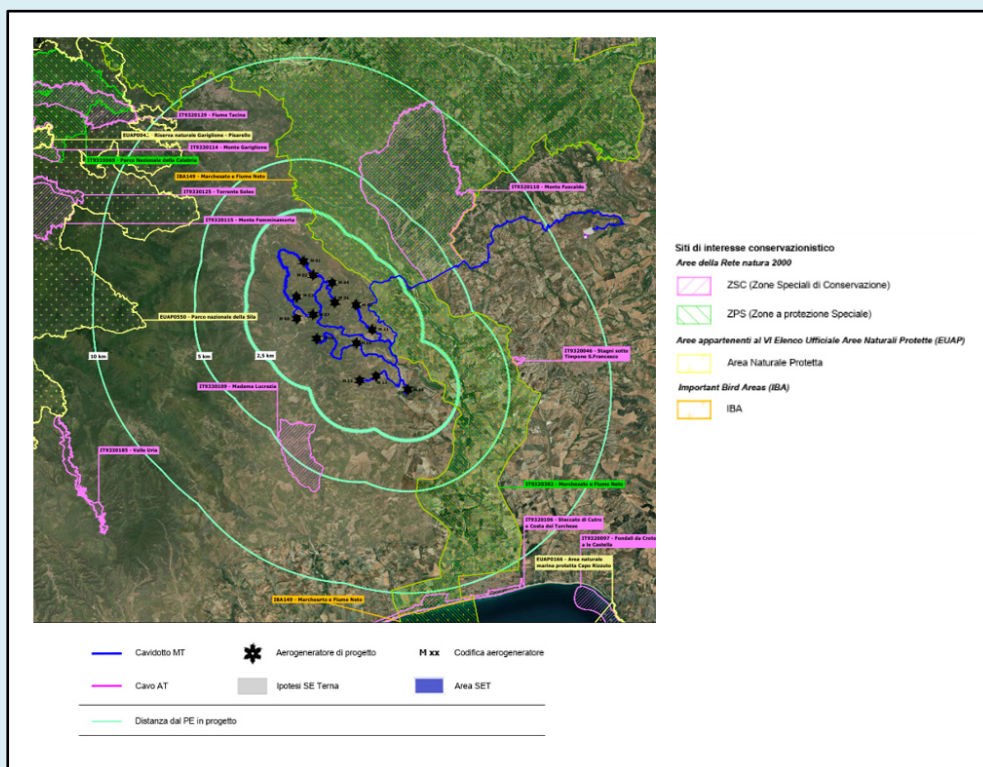 IT9320129 - Fiume Tacina
Riserva naturale Gariglione - Pisarello
IT9330114 - Monte Gariglione
Parco Nazionale della Calabria
IBA149 - Marchesato e Fiume Neto
IT9330125 - Torrente Soleo
IT9320110 - Monte Fuscaldo
IT9320115 - Monte Femminamorta
EUAP0550 - Parco nazionale della Sila
10 km
5 km
2,5 km
IT9320046 - Stagni sotto
Timpone S.Francesco
IT9330109 - Madama Lucrezia
IT9330185 - Valle Uria
IT9320302 - Marchesato e Fiume Neto
IT9320106 - Steccato di Cutro
e Costa del Turchese
IT9320097 - Fondali da Croto
a le Castella
EUAP0166 - Area naturale
marina protetta Capo Rizzuto
IBA149 - Marchesato e Fiume Neto
Siti di interesse conservazionistico
Aree della Rete natura 2000
ZSC (Zone Speciali di Conservazione)
ZPS (Zone a protezione Speciale)
Aree appartenenti al VI Elenco Ufficiale Aree Naturali Protette (EUAP)
Area Naturale Protetta
Important Bird Areas (IBA)
IBA
Cavidotto MT
Aerogeneratore di progetto
M xx
Codifica aerogeneratore
Cavo AT
Ipotesi SE Terna
Area SET
Distanza dal PE in progetto